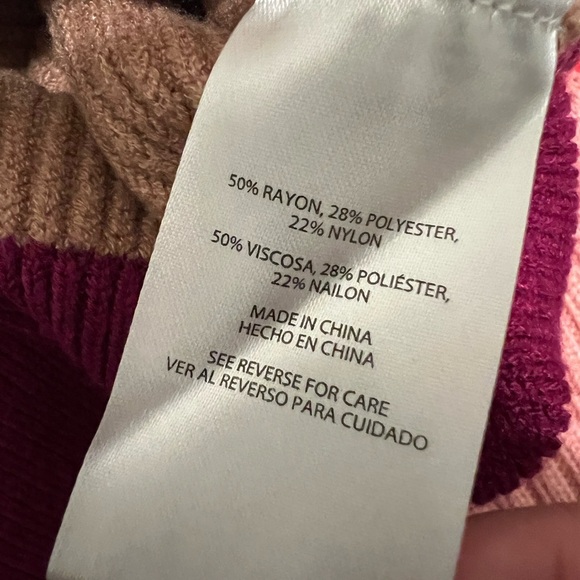 50% RAYON, 28% POLYESTER,
22% NYLON
50% VISCOSA, 28% POLIÉSTER,
22% NAILON
MADE IN CHINA
HECHO EN CHINA
SEE REVERSE FOR CARE
VER AL REVERSO PARA CUIDADO